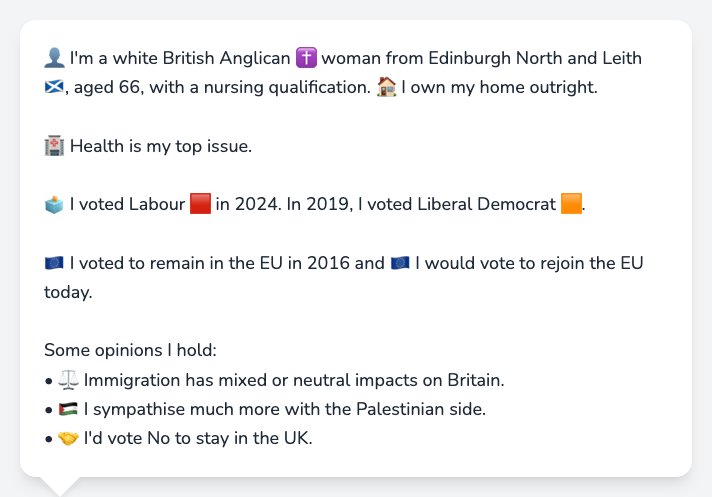 👤 I'm a white British Anglican ✝️ woman from Edinburgh North and Leith
🏴󠁧󠁢󠁳󠁣󠁴󠁿, aged 66, with a nursing qualification. 🏠 I own my home outright.
🏥 Health is my top issue.
🗳️ I voted Labour 🟥 in 2024. In 2019, I voted Liberal Democrat 🟧.
🇪🇺 I voted to remain in the EU in 2016 and 🇪🇺 I would vote to rejoin the EU
today.
Some opinions I hold:
• ⚖️ Immigration has mixed or neutral impacts on Britain.
• 🇵🇸 I sympathise much more with the Palestinian side.
• 🤝 I'd vote No to stay in the UK.